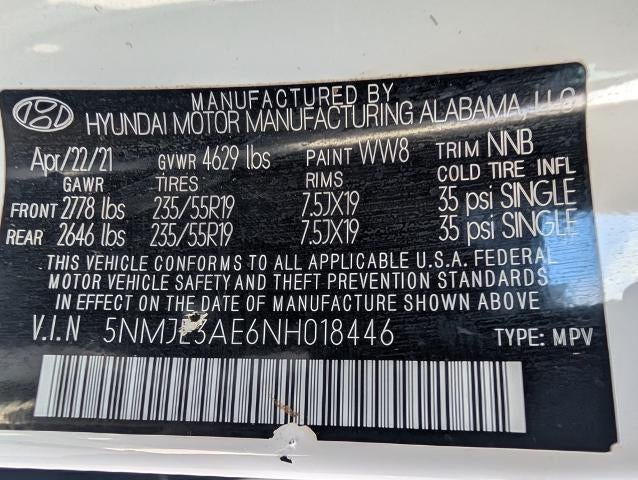 MANUFACTURED BY
HYUNDAI MOTOR MANUFACTURING ALABAMA, LLC
Apr/22/21 GVWR 4629 lbs PAINT WW8 TRIM NNB
GAWR TIRES RIMS COLD TIRE INFL
FRONT 2778 lbs 235/55R19 7.5JX19 35 psi SINGLE
REAR 2646 lbs 235/55R19 7.5JX19 35 psi SINGLE
THIS VEHICLE CONFORMS TO ALL APPLICABLE U.S.A. FEDERAL
MOTOR VEHICLE SAFETY AND THEFT PREVENTION STANDARDS
IN EFFECT ON THE DATE OF MANUFACTURE SHOWN ABOVE
V.I.N 5NMJE3AE6NH018446 TYPE: MPV